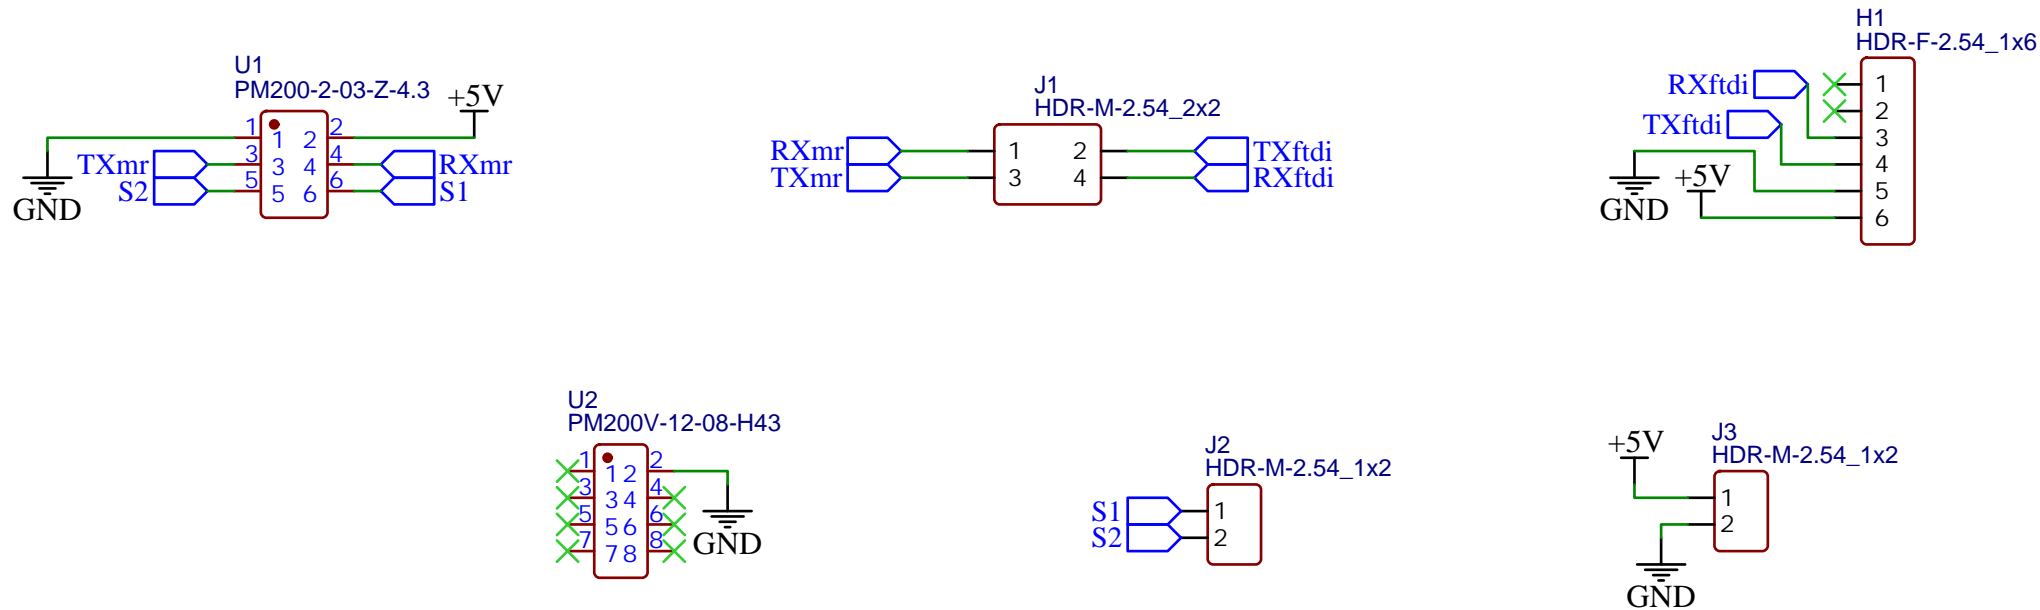 U1
PM200-2-03-Z-4.3
+5V
1 1 2 2
TXmr 3 3 4 4 RXmr
S2 5 5 6 6 S1
GND
J1
HDR-M-2.54_2x2
RXmr 1 2 TXftdi
TXmr 3 4 RXftdi
H1
HDR-F-2.54_1x6
RXftdi 1
TXftdi 2
3
4
+5V 5
GND 6
U2
PM200V-12-08-H43
1 1 2 2
3 3 4 4
5 5 6 6
7 7 8 8
GND
J2
HDR-M-2.54_1x2
S1 1
S2 2
J3
HDR-M-2.54_1x2
+5V
1
2
GND